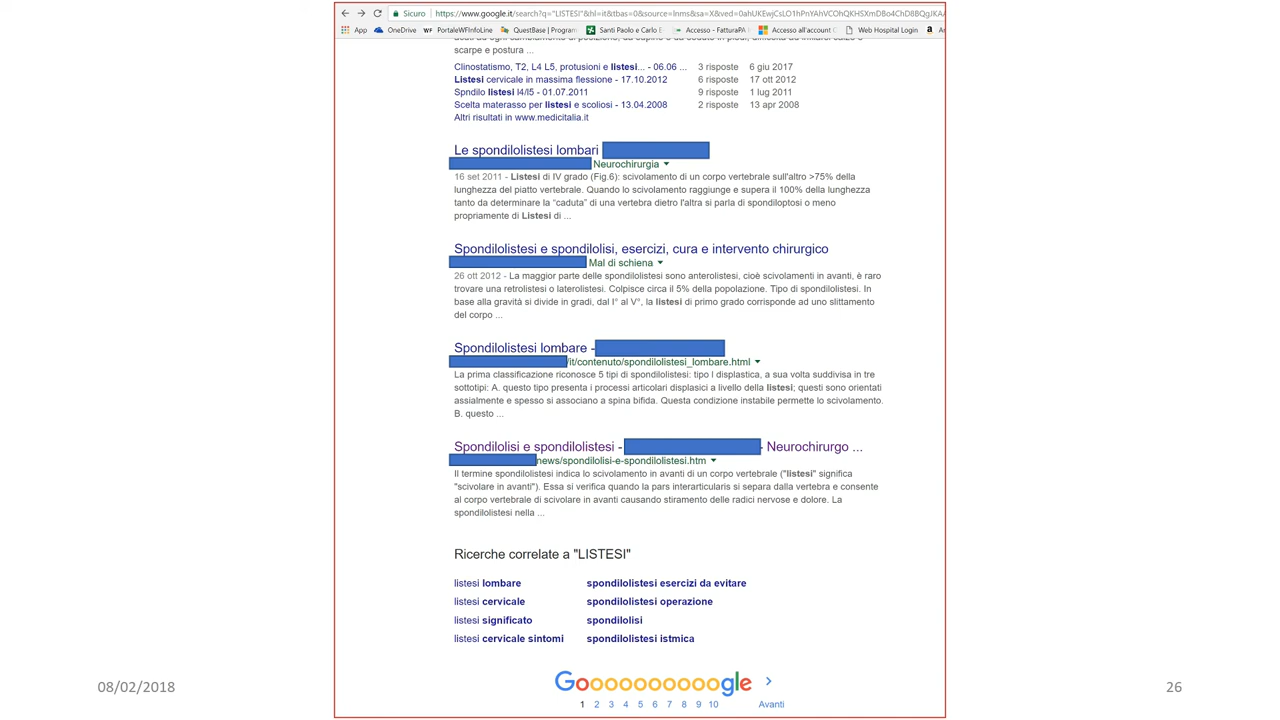 Sicuro https://www.google.it/search?q="LISTESI"&hl=it&tbas=0&source=lnms&sa=X&ved=
App OneDrive WF PortaleWFInfoLine QuestBase | Program Santi Paolo e Carlo E Accesso - FatturaPA Accesso all'account Web Hospital Login
scarpe e postura ...
Clinostatismo, T2, L4 L5, protusioni e listesi... - 06.06 ... 3 risposte 6 giu 2017
Listesi cervicale in massima flessione - 17.10.2012 6 risposte 17 ott 2012
Spndilo listesi l4/l5 - 01.07.2011 9 risposte 1 lug 2011
Scelta materasso per listesi e scoliosi - 13.04.2008 2 risposte 13 apr 2008
Altri risultati in www.medicitalia.it
Le spondilolistesi lombari
Neurochirurgia
16 set 2011 - Listesi di IV grado (Fig.6): scivolamento di un corpo vertebrale sull'altro >75% della
lunghezza del piatto vertebrale. Quando lo scivolamento raggiunge e supera il 100% della lunghezza
tanto da determinare la “caduta” di una vertebra dietro l'altra si parla di spondiloptosi o meno
propriamente di Listesi di ...
Spondilolistesi e spondilolisi, esercizi, cura e intervento chirurgico
Mal di schiena
26 ott 2012 - La maggior parte delle spondilolistesi sono anterolistesi, cioè scivolamenti in avanti, è raro
trovare una retrolistesi o laterolistesi. Colpisce circa il 5% della popolazione. Tipo di spondilolistesi. In
base alla gravità si divide in gradi, dal I° al V°, la listesi di primo grado corrisponde ad uno slittamento
del corpo ...
Spondilolistesi lombare -
/it/contenuto/spondilolistesi_lombare.html
La prima classificazione riconosce 5 tipi di spondilolistesi: tipo l displastica, a sua volta suddivisa in tre
sottotipi: A. questo tipo presenta i processi articolari displasici a livello della listesi; questi sono orientati
assialmente e spesso si associano a spina bifida. Questa condizione instabile permette lo scivolamento.
B. questo ...
Spondilolisi e spondilolistesi - - Neurochirurgo ...
news/spondilolisi-e-spondilolistesi.htm
Il termine spondilolistesi indica lo scivolamento in avanti di un corpo vertebrale ("listesi" significa
"scivolare in avanti"). Essa si verifica quando la pars interarticularis si separa dalla vertebra e consente
al corpo vertebrale di scivolare in avanti causando stiramento delle radici nervose e dolore. La
spondilolistesi nella ...
Ricerche correlate a "LISTESI"
listesi lombare spondilolistesi esercizi da evitare
listesi cervicale spondilolistesi operazione
listesi significato spondilolisi
listesi cervicale sintomi spondilolistesi istmica
Goooooooooogle
1 2 3 4 5 6 7 8 9 10 Avanti
08/02/2018 26